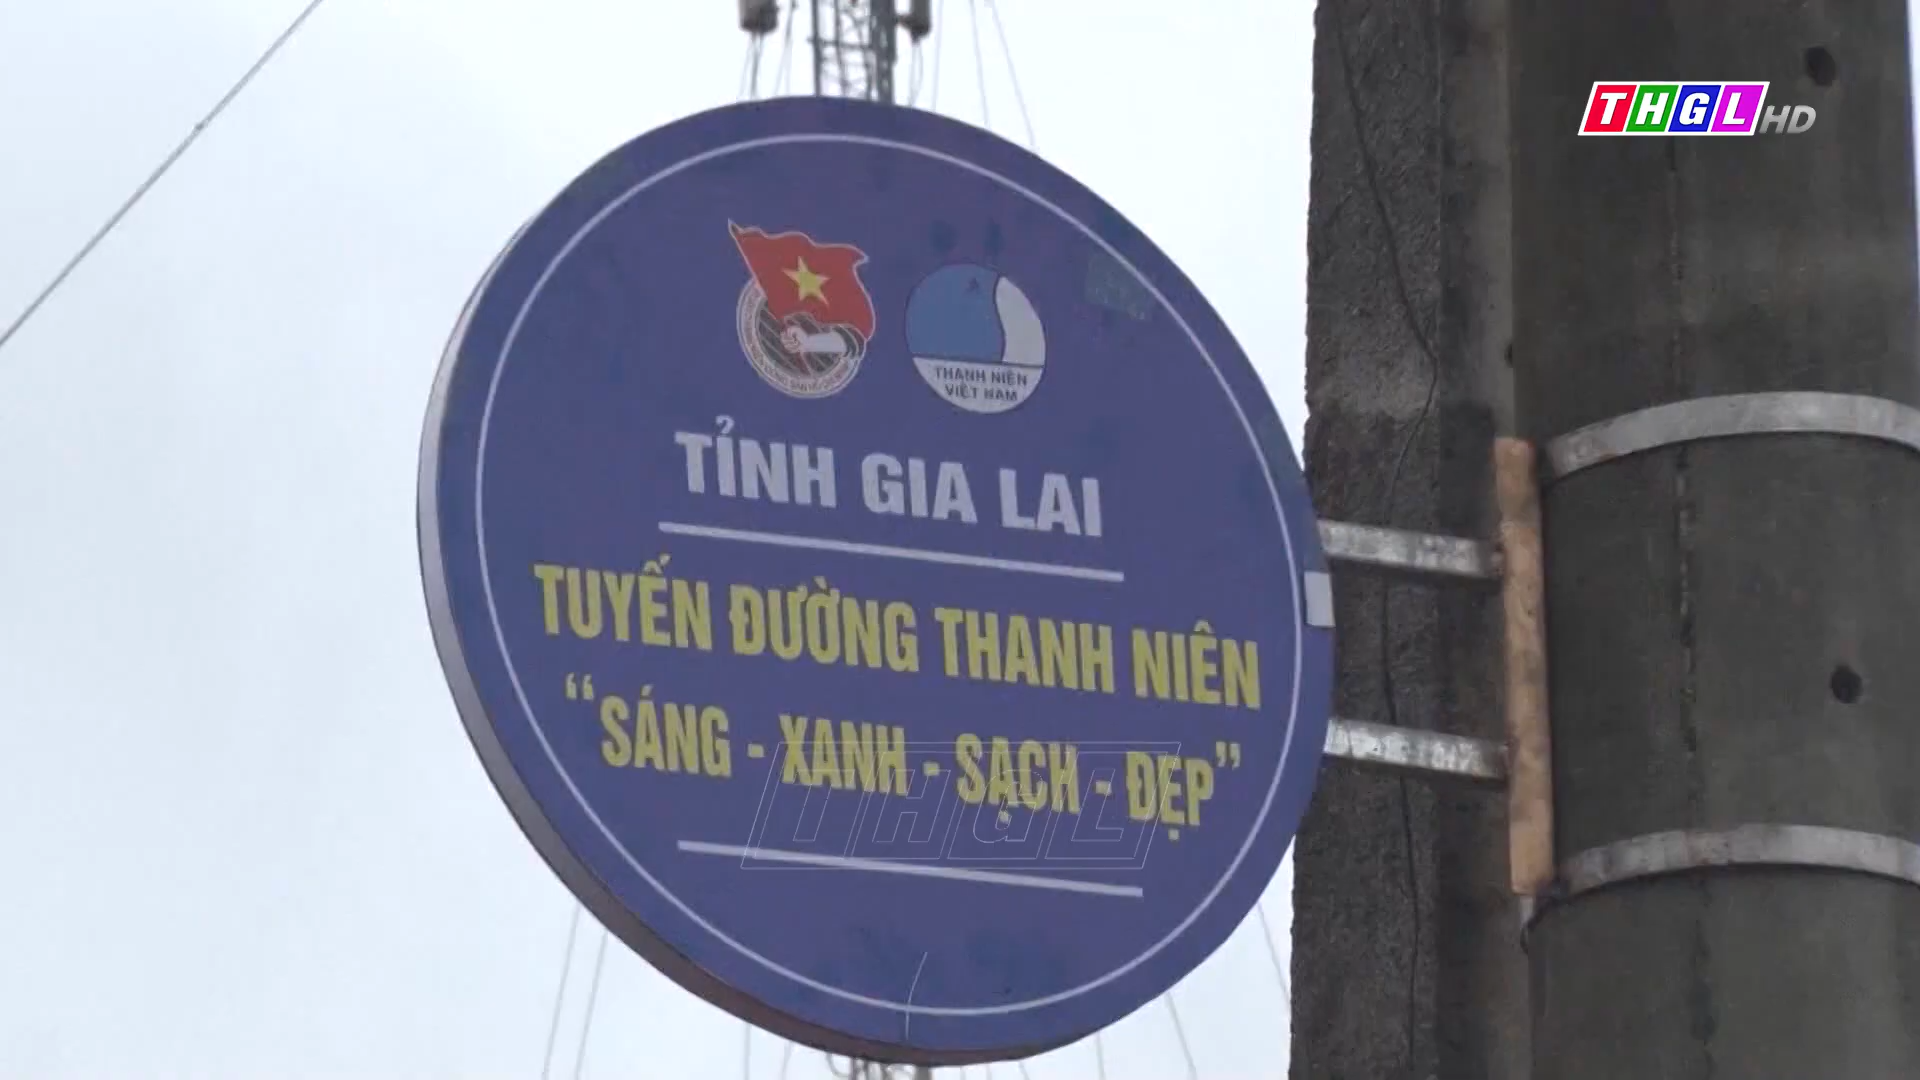 THGL HD
THANH NIÊN
VIỆT NAM
TỈNH GIA LAI
TUYẾN ĐƯỜNG THANH NIÊN
“SÁNG - XANH - SẠCH - ĐẸP”
THGL